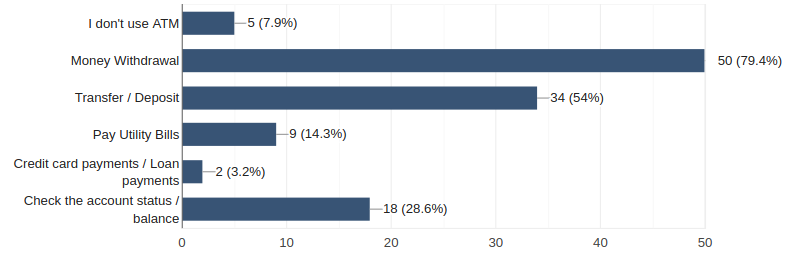 I don't use ATM 5 (7.9%)
Money Withdrawal 50 (79.4%)
Transfer / Deposit 34 (54%)
Pay Utility Bills 9 (14.3%)
Credit card payments / Loan
payments 2 (3.2%)
Check the account status /
balance 18 (28.6%)
0 10 20 30 40 50